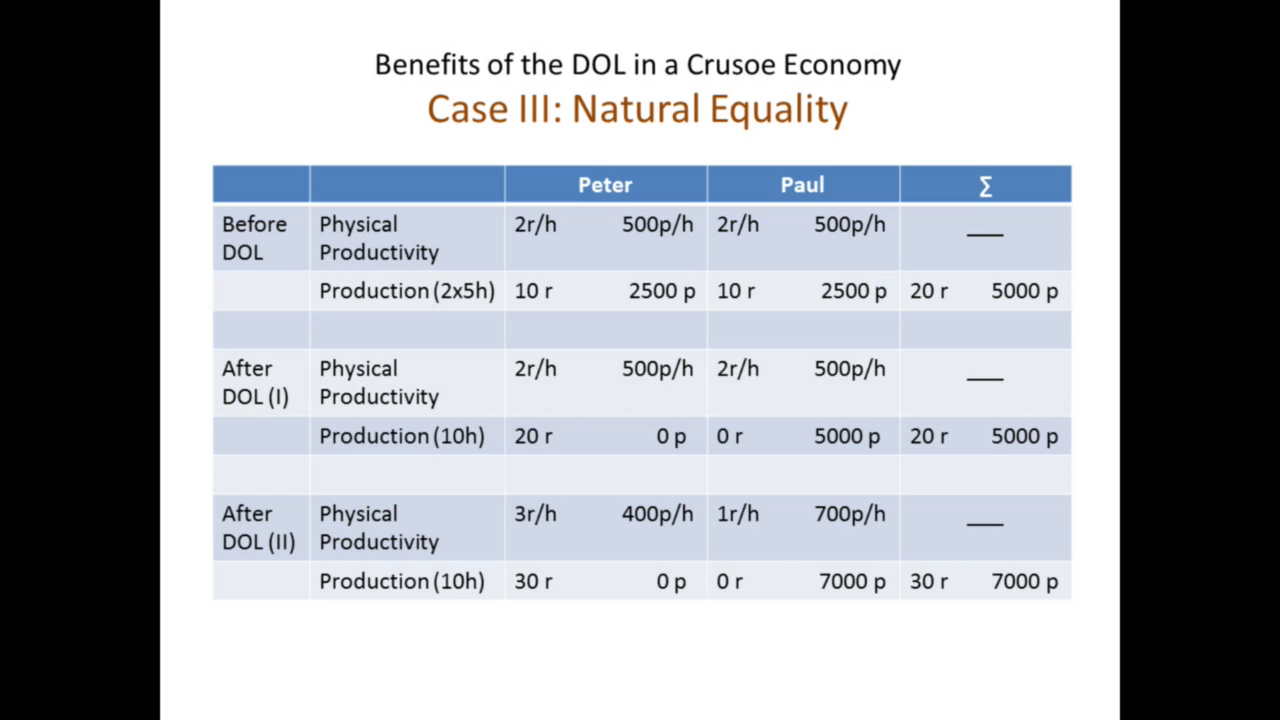 Benefits of the DOL in a Crusoe Economy
Case III: Natural Equality
Peter Paul ∑
Before DOL Physical Productivity 2r/h 500p/h 2r/h 500p/h ___
Production (2x5h) 10 r 2500 p 10 r 2500 p 20 r 5000 p
After DOL (I) Physical Productivity 2r/h 500p/h 2r/h 500p/h ___
Production (10h) 20 r 0 p 0 r 5000 p 20 r 5000 p
After DOL (II) Physical Productivity 3r/h 400p/h 1r/h 700p/h ___
Production (10h) 30 r 0 p 0 r 7000 p 30 r 7000 p